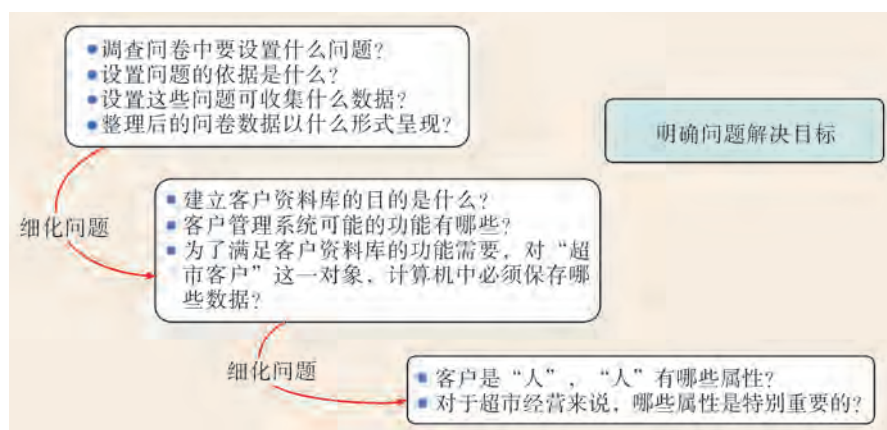 调查问卷中要设置什么问题?
设置问题的依据是什么?
设置这些问题可收集什么数据?
整理后的问卷数据以什么形式呈现?
明确问题解决目标
细化问题
建立客户资料库的目的是什么?
客户管理系统可能的功能有哪些?
为了满足客户资料库的功能需要，对“超
市客户”这一对象，计算机中必须保存哪
些数据?
细化问题
客户是“人”，“人”有哪些属性?
对于超市经营来说，哪些属性是特别重要的?